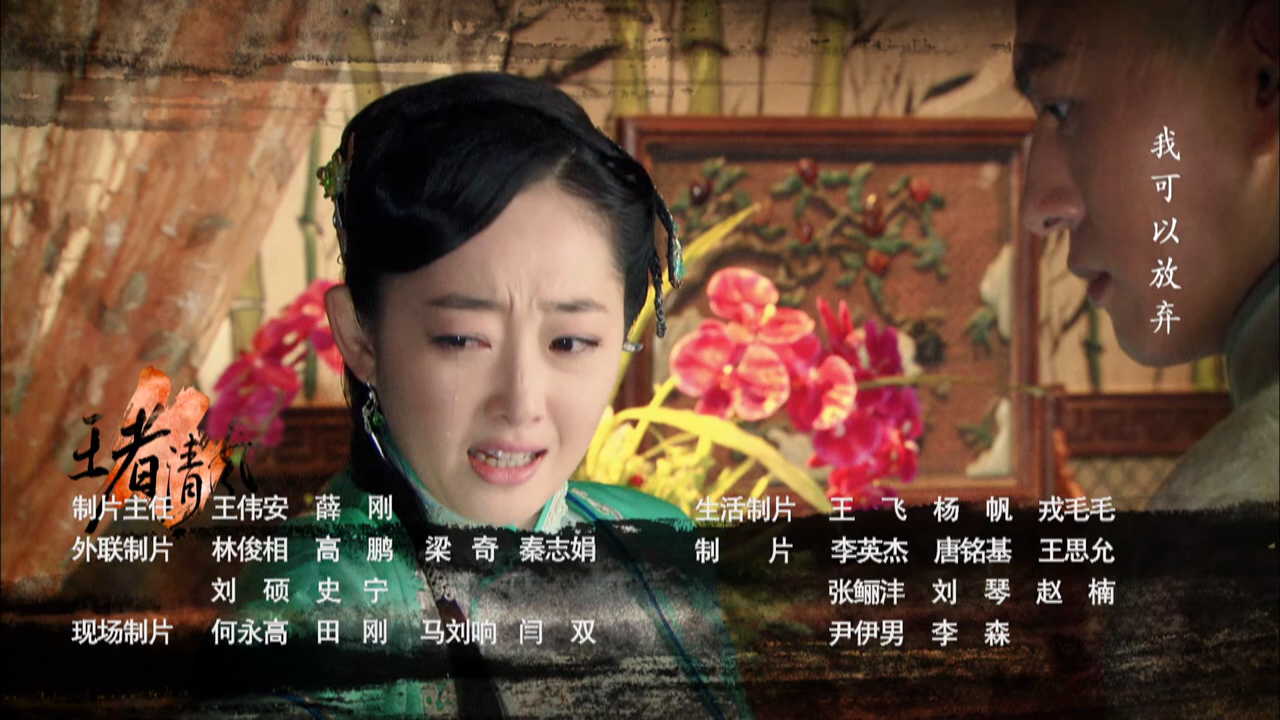 我可以放弃
王者清风
制片主任 王伟安 薛 刚
外联制片 林俊相 高 鹏 梁 奇 秦志娟
刘 硕 史 宁
现场制片 何永高 田 刚 马刘响 闫 双
生活制片 王 飞 杨 帆 戎毛毛
制 片 李英杰 唐铭基 王思允
张鲡沣 刘 琴 赵 楠
尹伊男 李 森